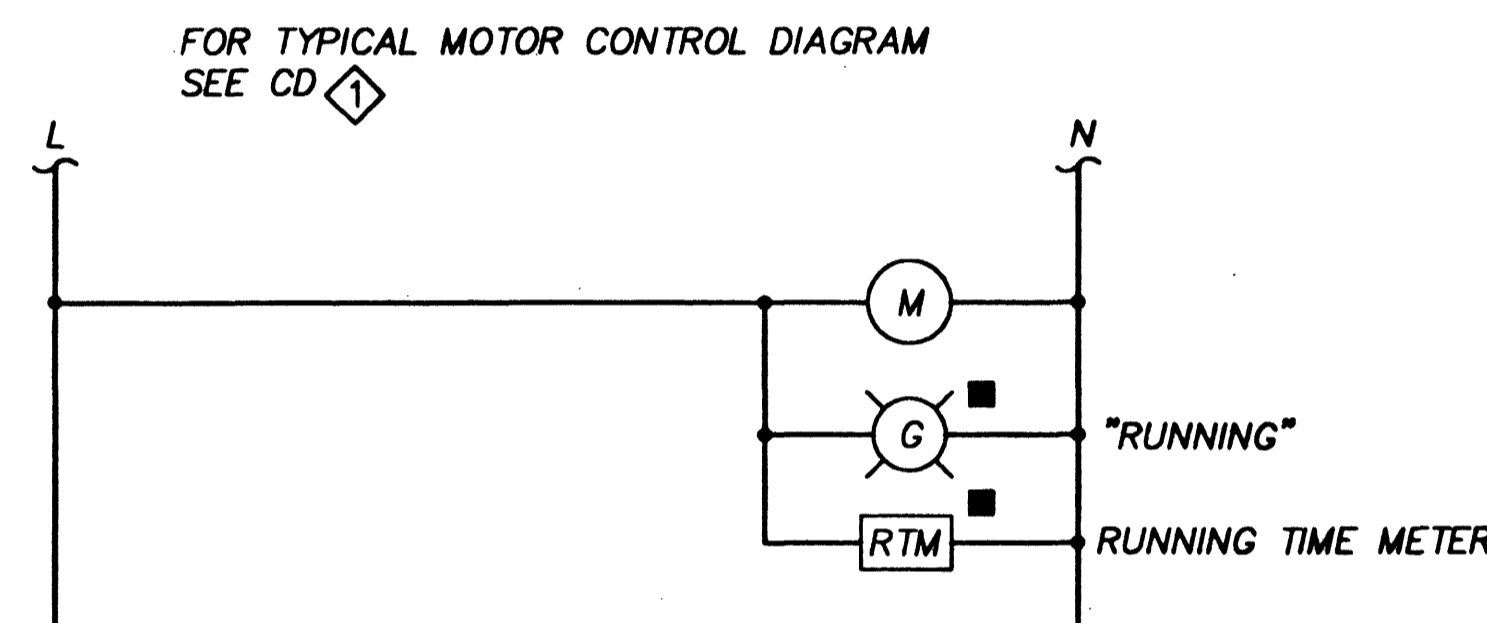 FOR TYPICAL MOTOR CONTROL DIAGRAM
SEE CD 1
L
N
M
G
"RUNNING"
RTM
RUNNING TIME METER